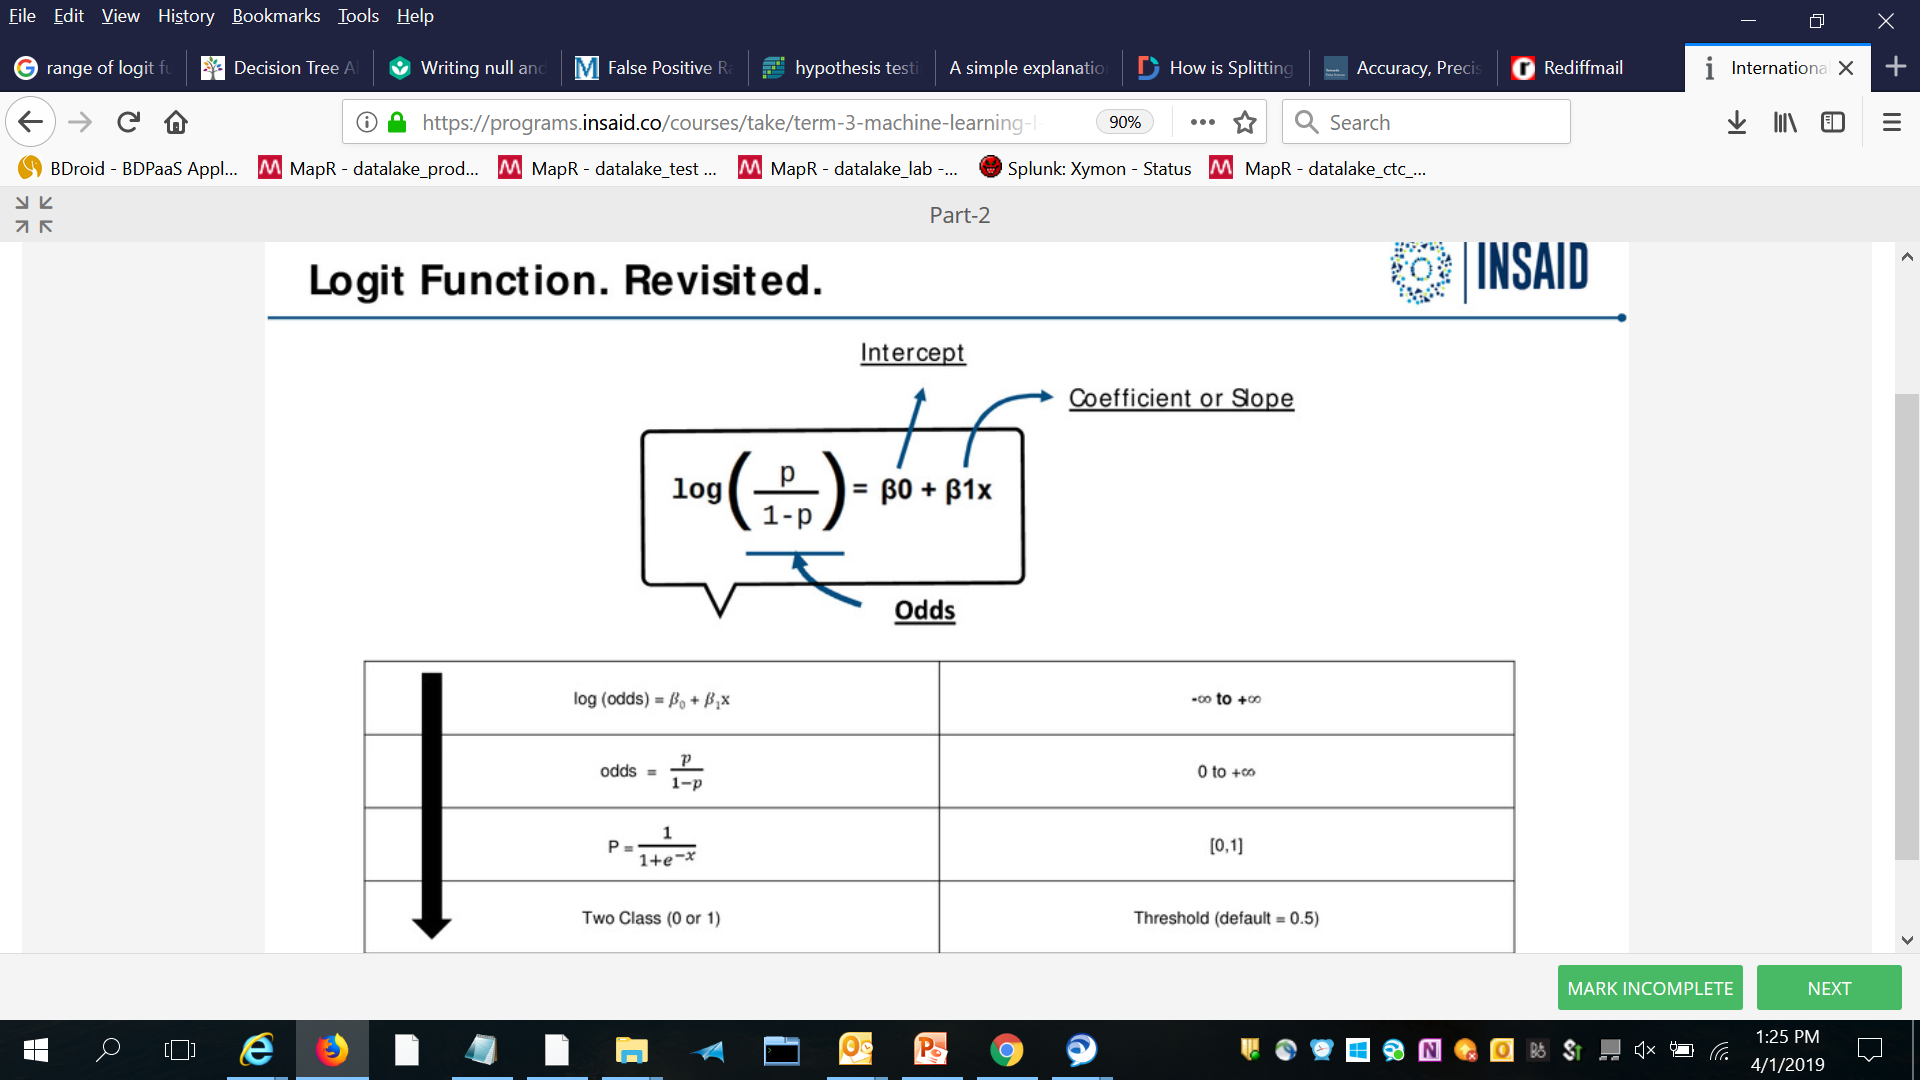 File Edit View History Bookmarks Tools Help
range of logit fu
Decision Tree Al
Writing null and
False Positive Ra
hypothesis testi
A simple explanation
How is Splitting
Accuracy, Precis
Rediffmail
Internationa
https://programs.insaid.co/courses/take/term-3-machine-learning-l
90%
Search
BDroid - BDPaaS Appl...
MapR - datalake_prod...
MapR - datalake_test ...
MapR - datalake_lab -...
Splunk: Xymon - Status
MapR - datalake_ctc_...
Part-2
Logit Function. Revisited.
INSAID
Intercept
Coefficient or Slope
log(p/1-p) = β0 + β1x
Odds
log (odds) = β₀ + β₁x
-∞ to +∞
odds = p/1−p
0 to +∞
P = 1/1+e^−x
[0,1]
Two Class (0 or 1)
Threshold (default = 0.5)
MARK INCOMPLETE
NEXT
1:25 PM
4/1/2019